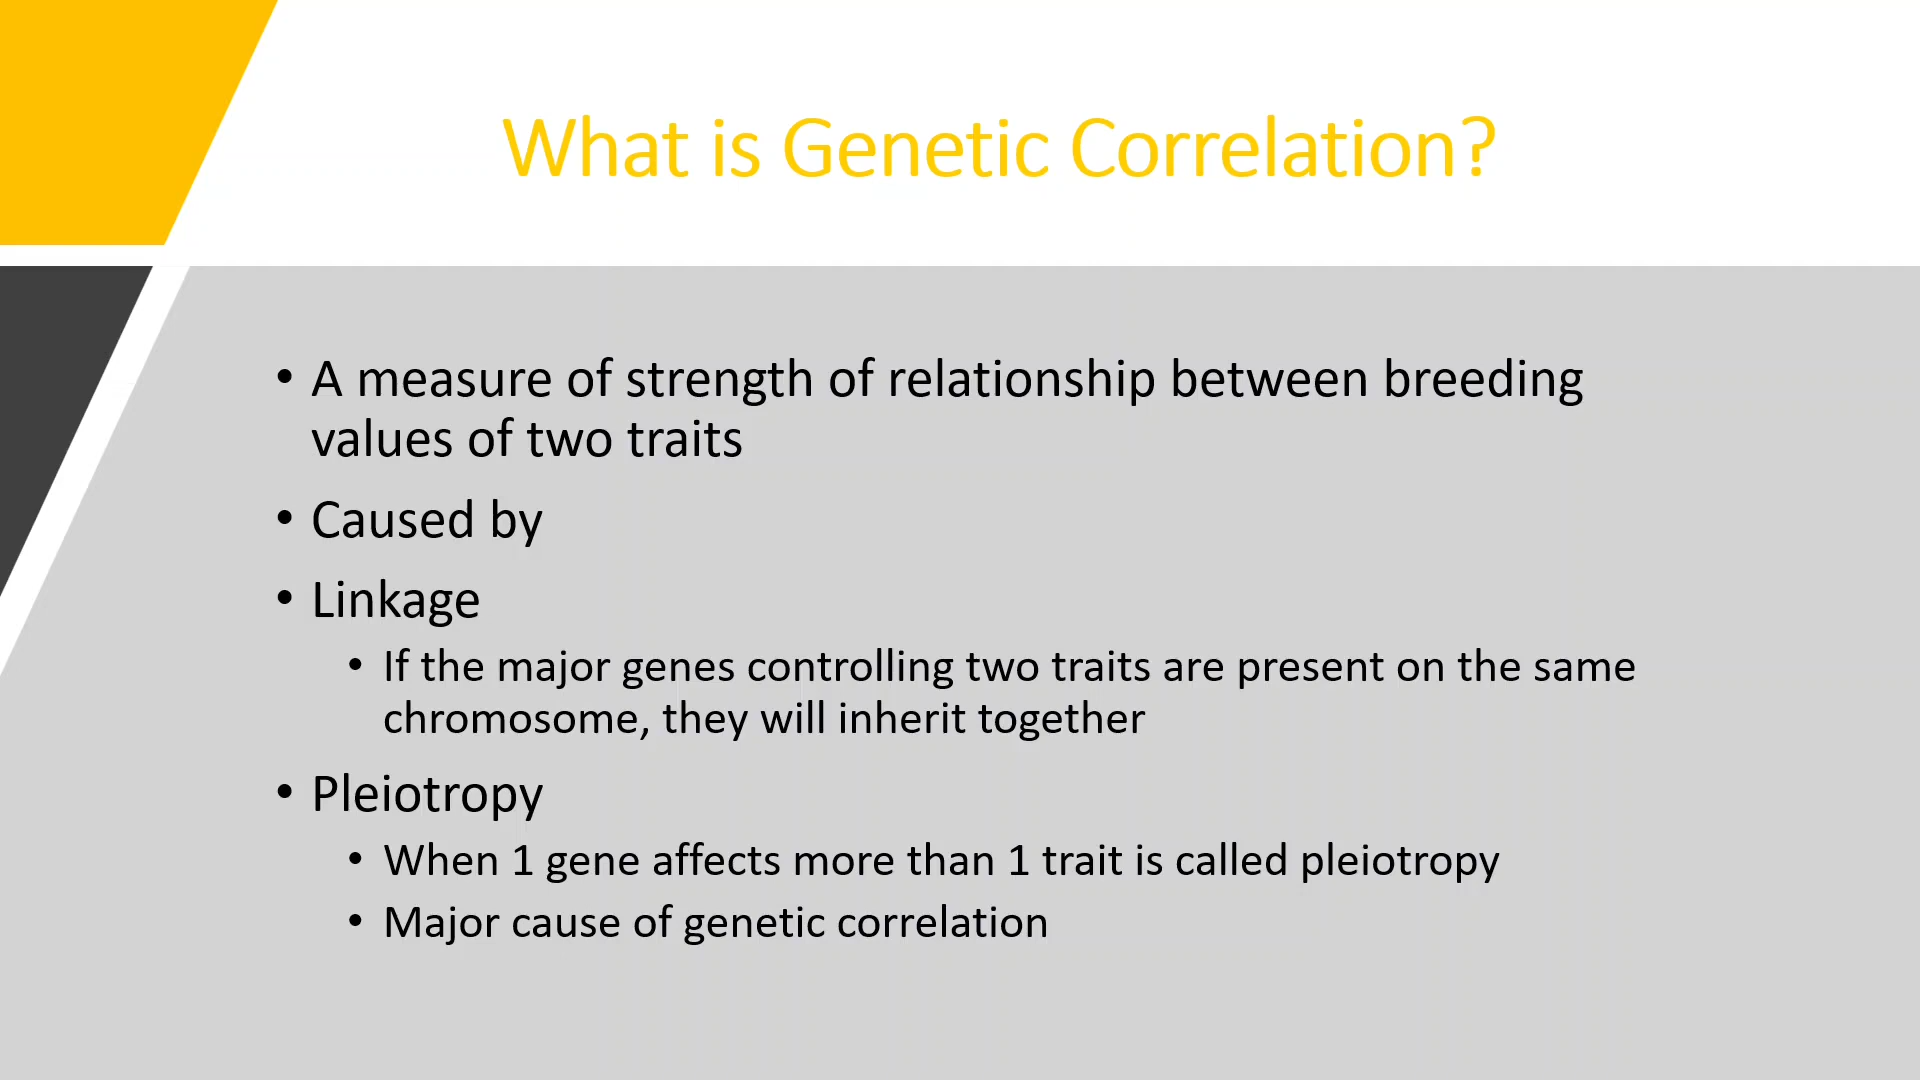 What is Genetic Correlation?
• A measure of strength of relationship between breeding
values of two traits
• Caused by
• Linkage
• If the major genes controlling two traits are present on the same
chromosome, they will inherit together
• Pleiotropy
• When 1 gene affects more than 1 trait is called pleiotropy
• Major cause of genetic correlation